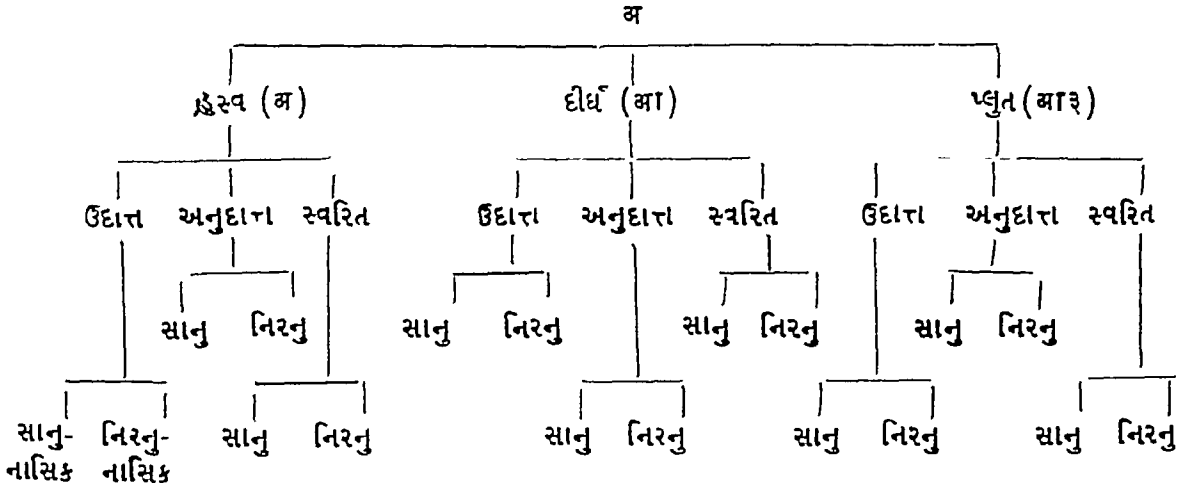 अ
હ્રસ્વ (अ) દીર્ઘ (आ) પ્લુત (आ३)
ઉદાત્ત અનુદાત્ત સ્વરિત ઉદાત્ત અનુદાત્ત સ્વરિત ઉદાત્ત અનુદાત્ત સ્વરિત
સાનુ નિરનુ સાનુ નિરનુ સાનુ નિરનુ સાનુ નિરનુ
સાનુ- નિરનુ- સાનુ નિરનુ સાનુ નિરનુ સાનુ નિરનુ સાનુ નિરનુ
નાસિક નાસિક